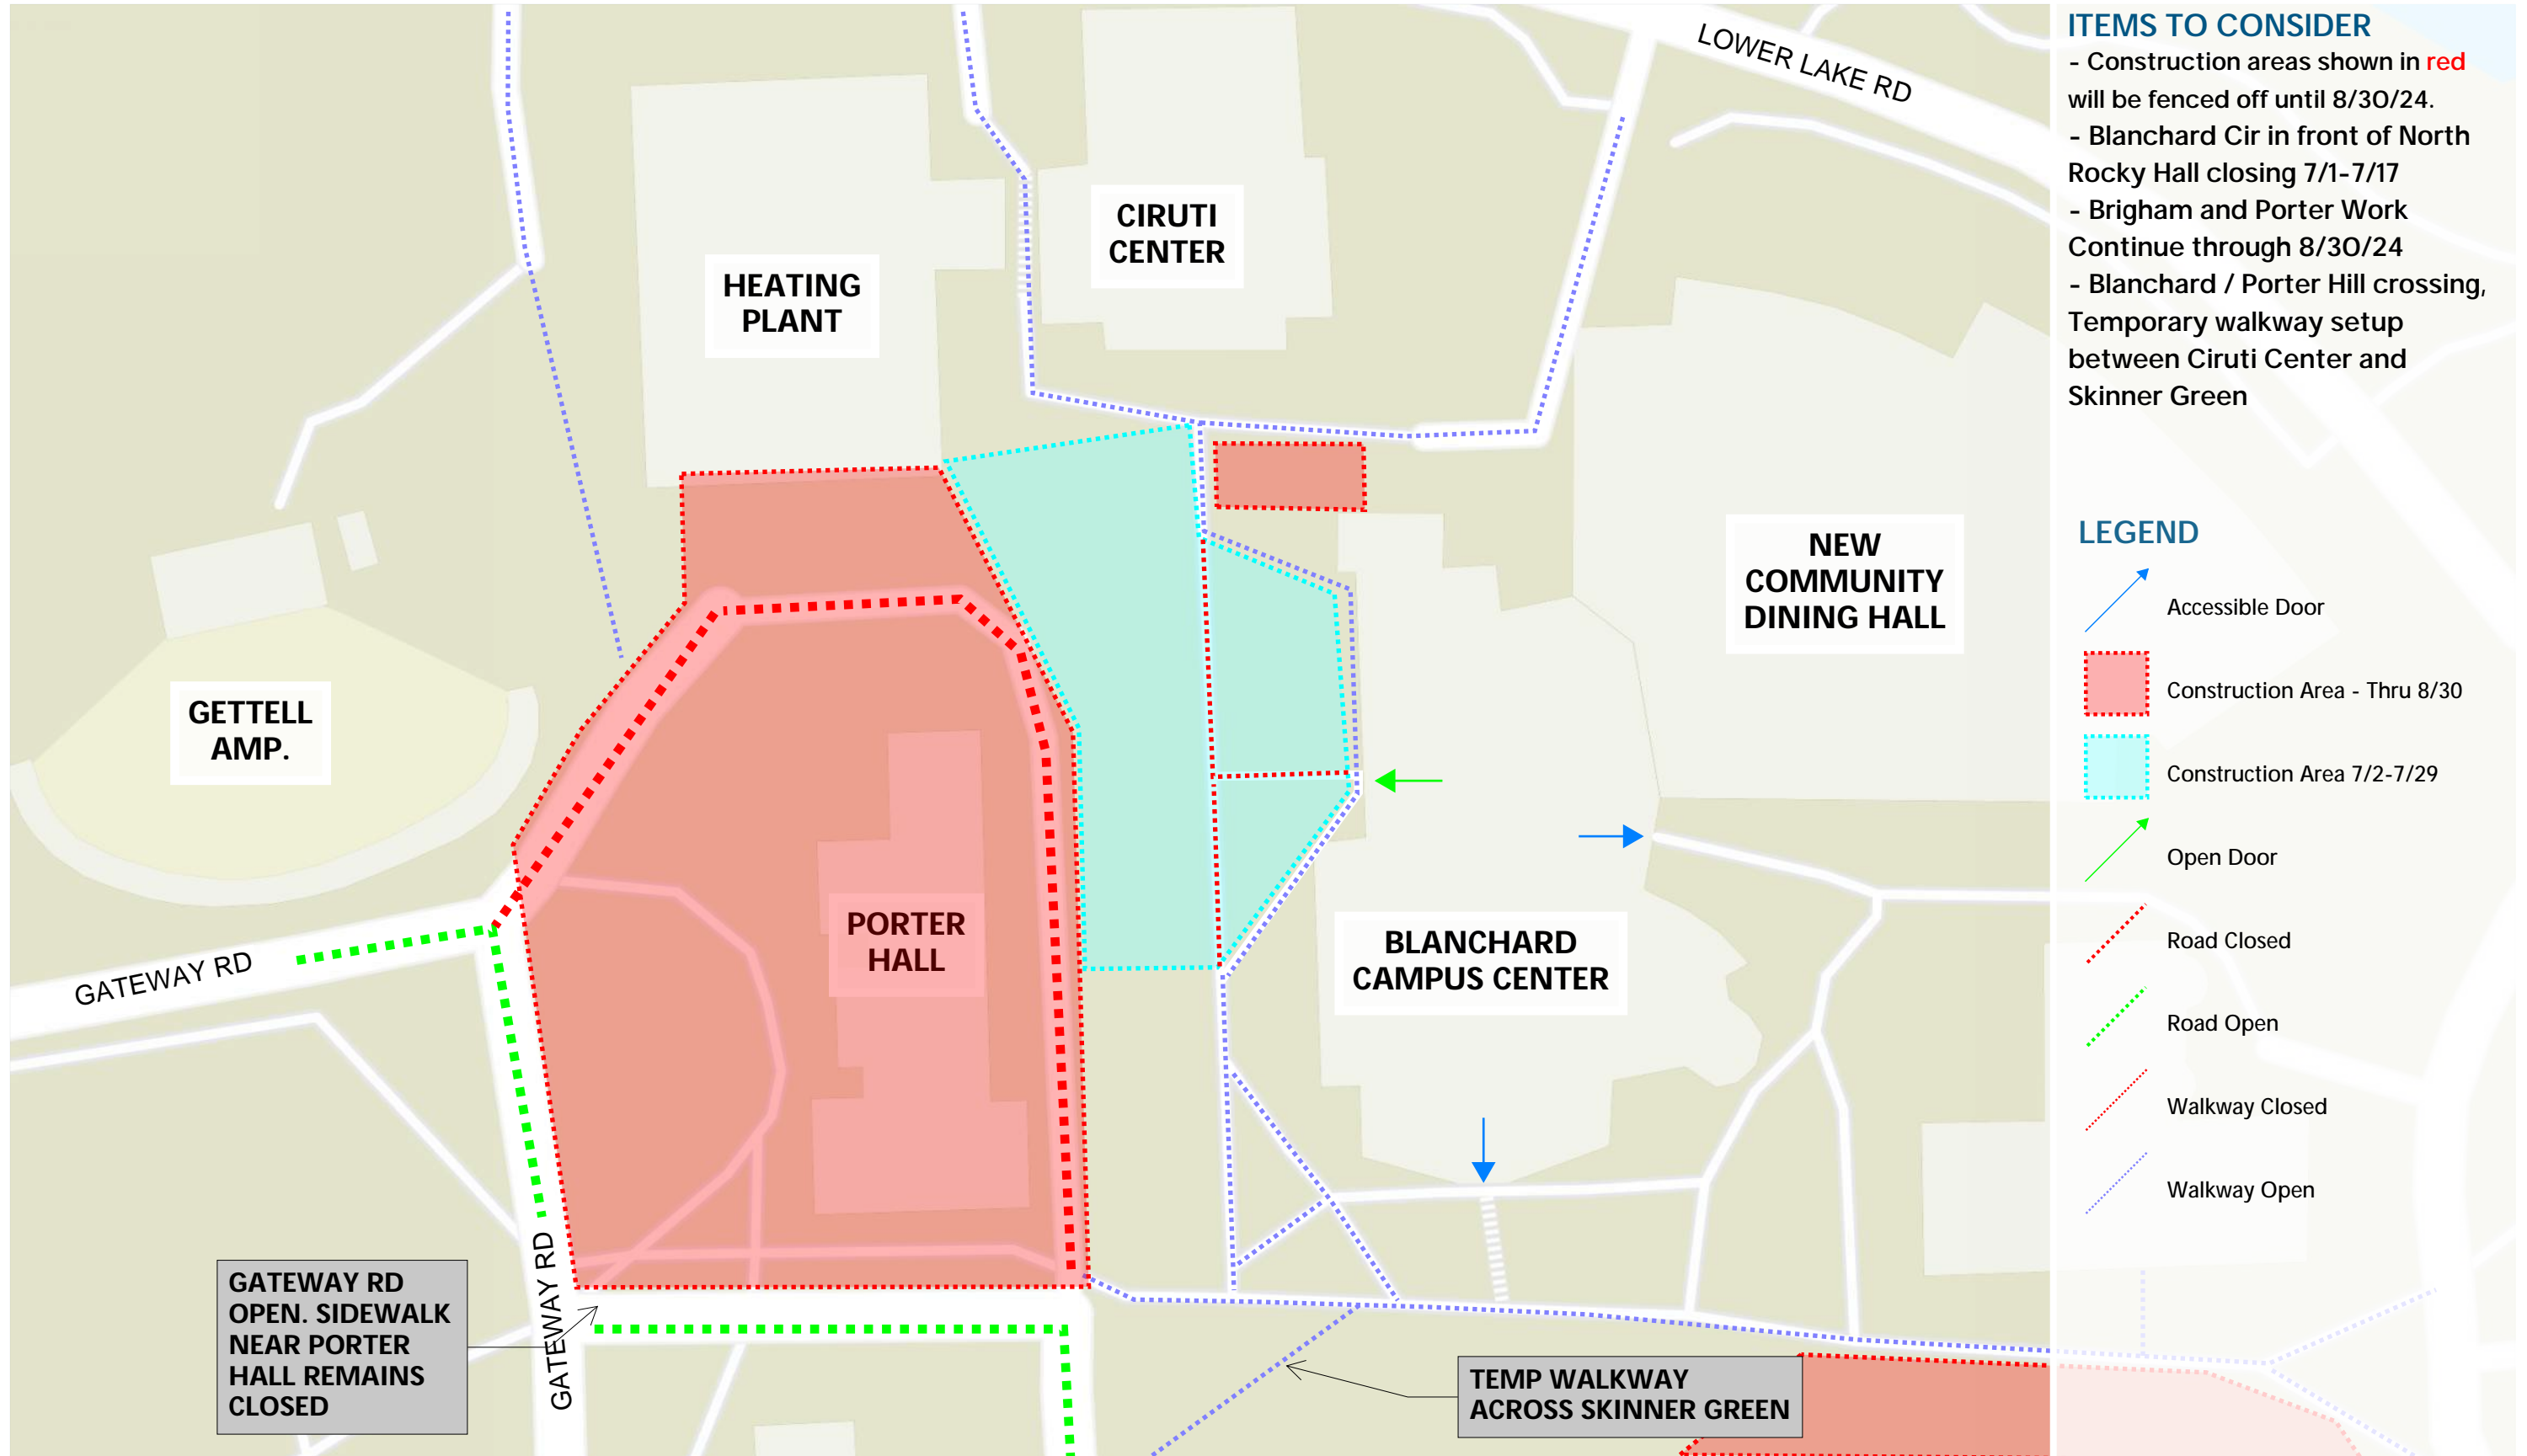 LOWER LAKE RD
CIRUTI
CENTER
HEATING
PLANT
NEW
COMMUNITY
DINING HALL
GETTELL
AMP.
PORTER
HALL
BLANCHARD
CAMPUS CENTER
GATEWAY RD
GATEWAY RD
GATEWAY RD
OPEN. SIDEWALK
NEAR PORTER
HALL REMAINS
CLOSED
TEMP WALKWAY
ACROSS SKINNER GREEN
ITEMS TO CONSIDER
- Construction areas shown in red
will be fenced off until 8/30/24.
- Blanchard Cir in front of North
Rocky Hall closing 7/1-7/17
- Brigham and Porter Work
Continue through 8/30/24
- Blanchard / Porter Hill crossing,
Temporary walkway setup
between Ciruti Center and
Skinner Green
LEGEND
Accessible Door
Construction Area - Thru 8/30
Construction Area 7/2-7/29
Open Door
Road Closed
Road Open
Walkway Closed
Walkway Open